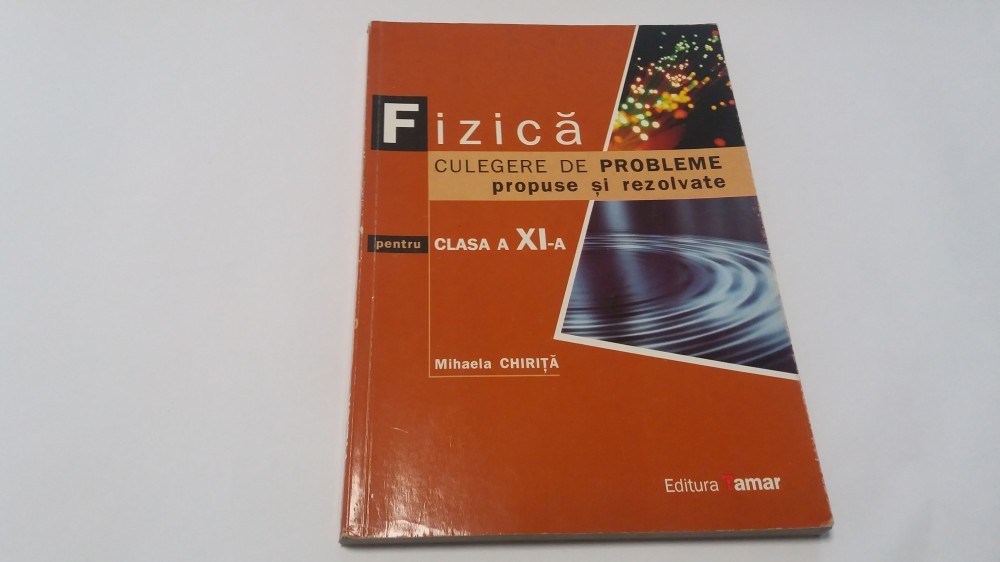 Fizică
CULEGERE DE PROBLEME
propuse și rezolvate
pentru CLASA A XI-A
Mihaela CHIRIȚĂ
Editura Tamar